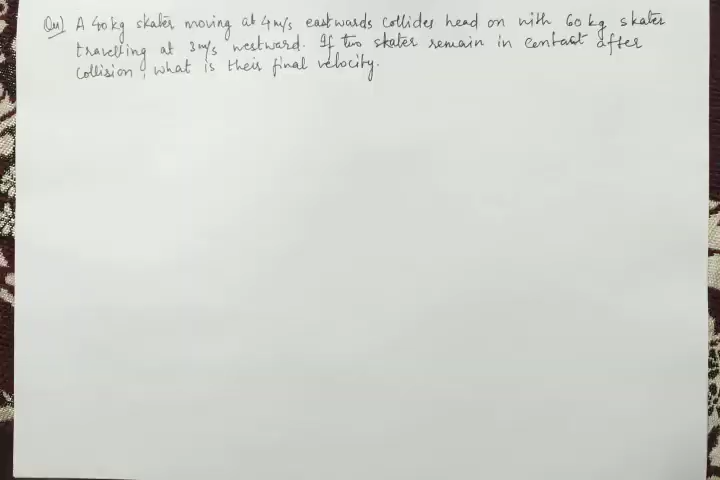 Qu1) A 40 kg skater moving at 4 m/s eastwards collides head on with 60 kg skater
travelling at 3 m/s westward. If two skater remain in contact after
collision, what is their final velocity.